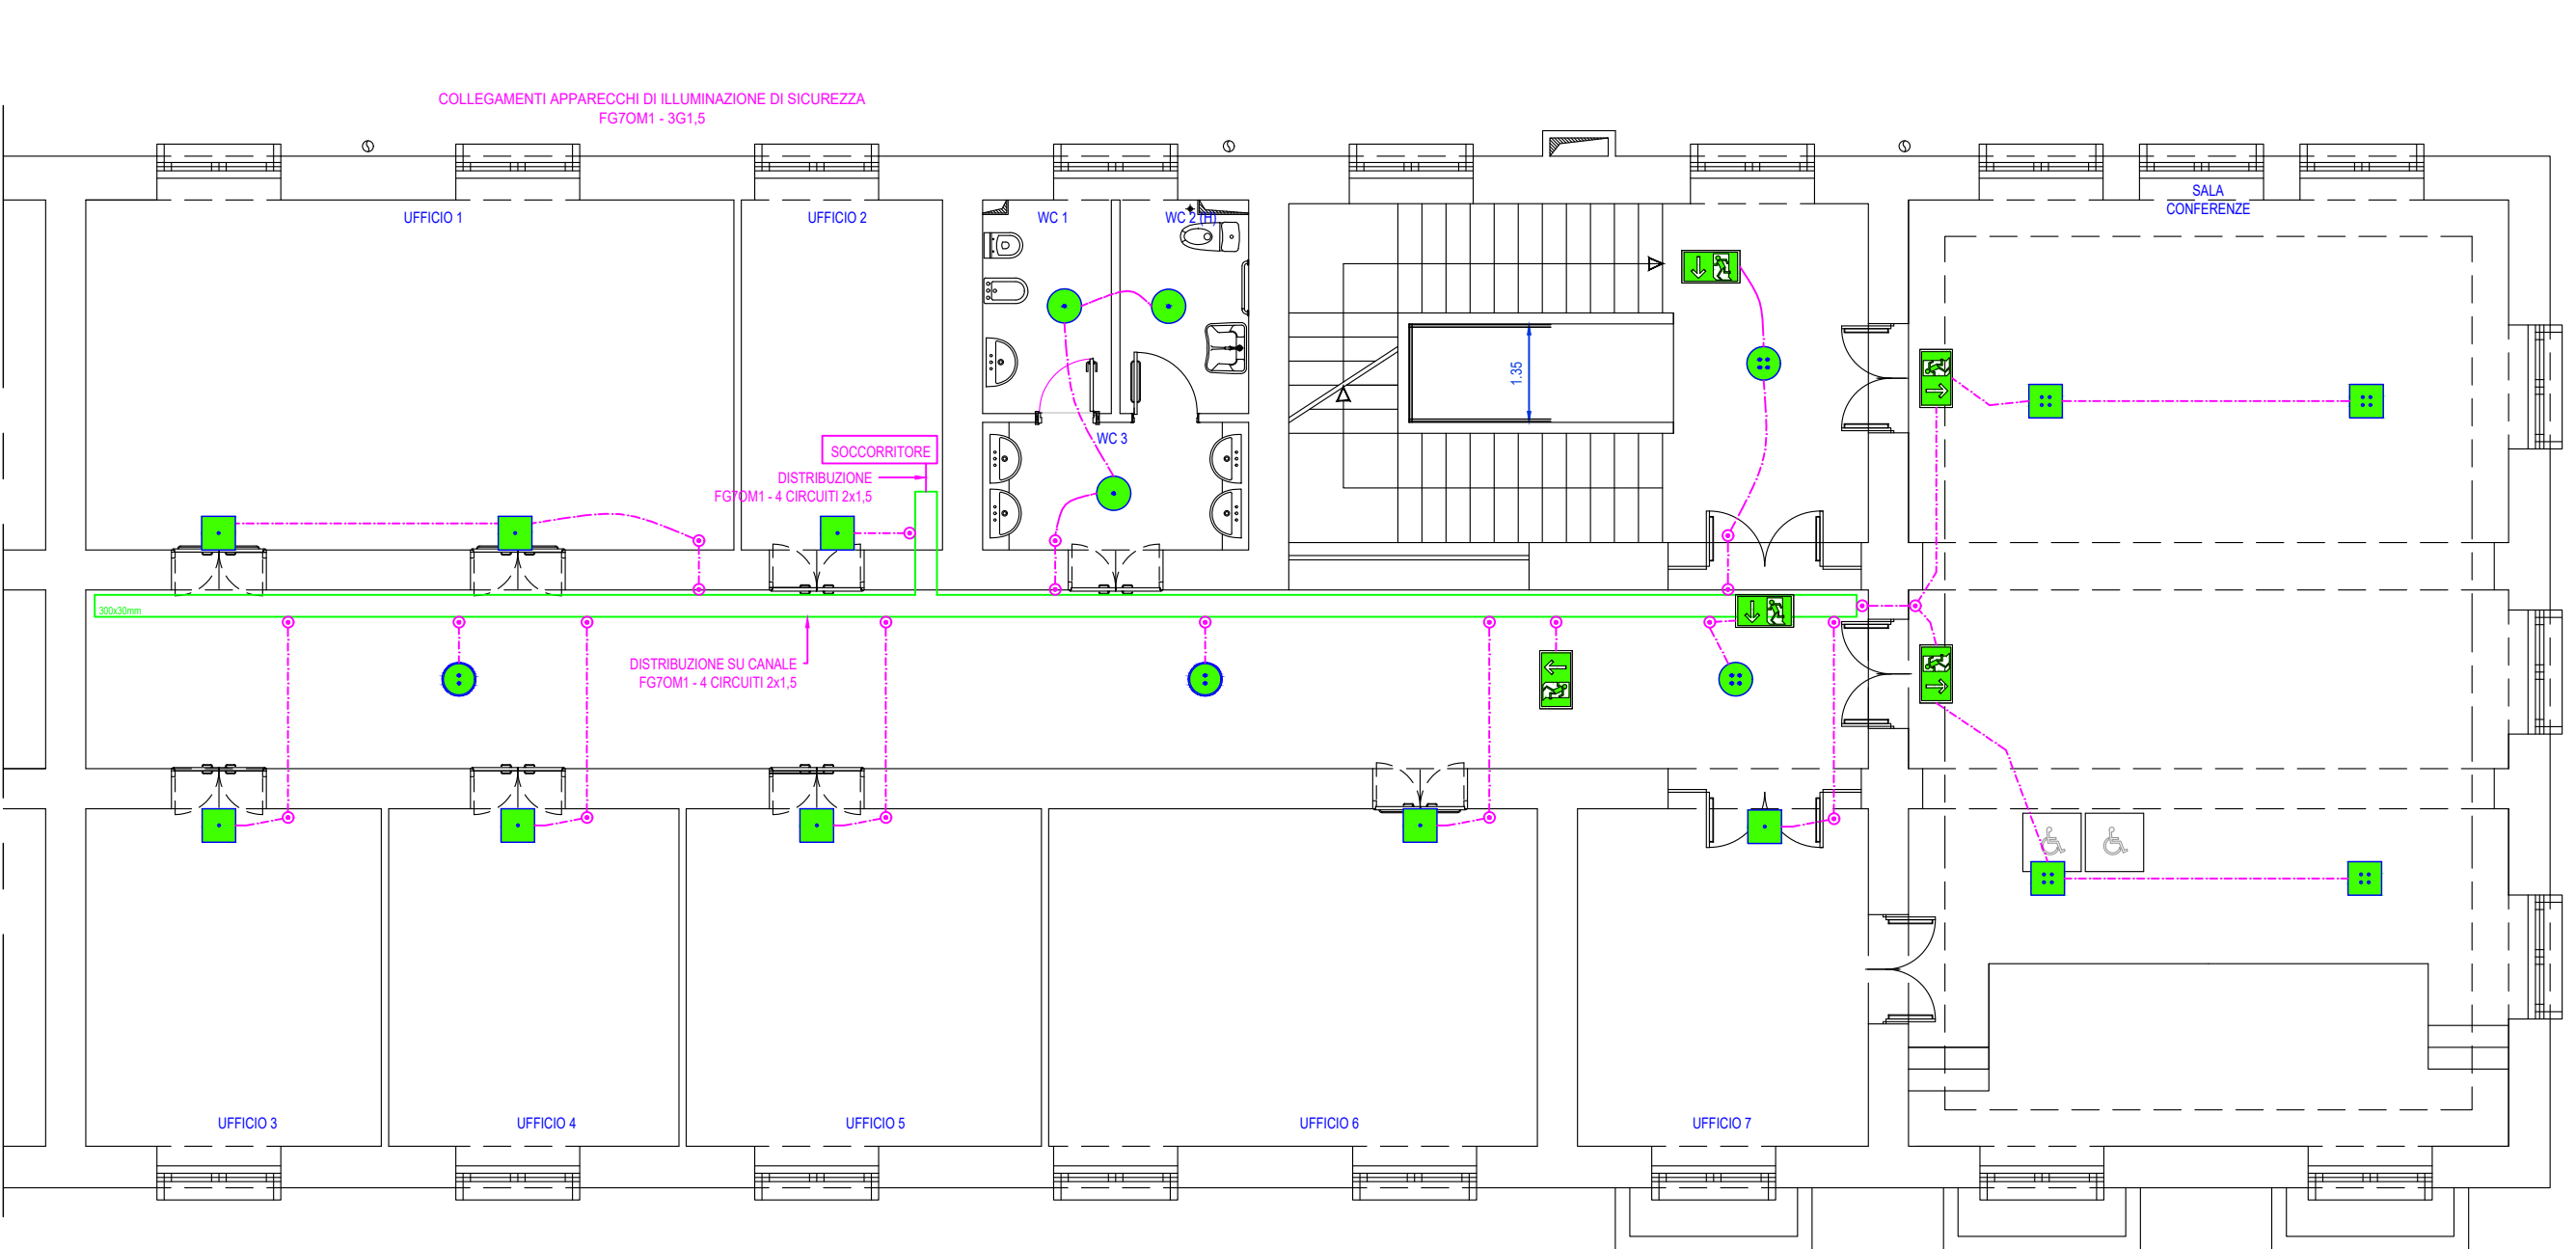 COLLEGAMENTI APPARECCHI DI ILLUMINAZIONE DI SICUREZZA
FG7OM1 - 3G1,5
UFFICIO 1
UFFICIO 2
WC 1
WC 2 (H)
SALA
CONFERENZE
1.35
WC 3
SOCCORRITORE
DISTRIBUZIONE
FG7OM1 - 4 CIRCUITI 2x1,5
300x30mm
DISTRIBUZIONE SU CANALE
FG7OM1 - 4 CIRCUITI 2x1,5
UFFICIO 3
UFFICIO 4
UFFICIO 5
UFFICIO 6
UFFICIO 7